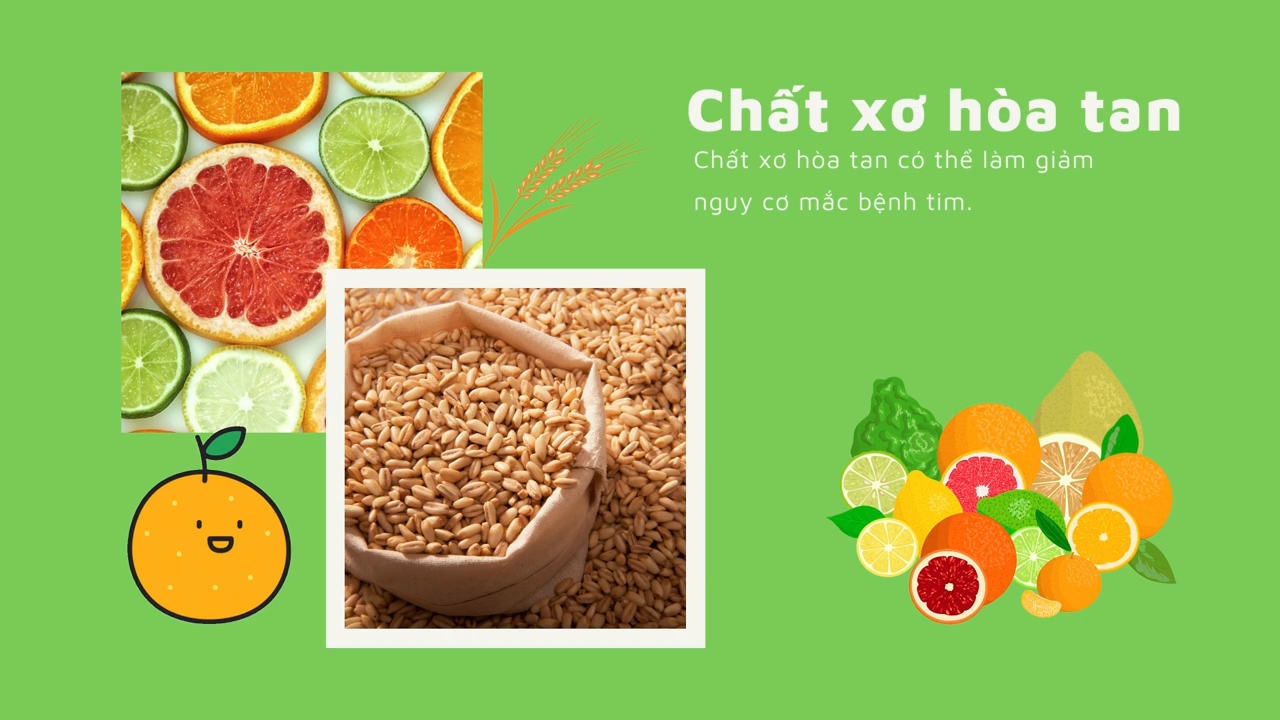 Chất xơ hòa tan
Chất xơ hòa tan có thể làm giảm
nguy cơ mắc bệnh tim.